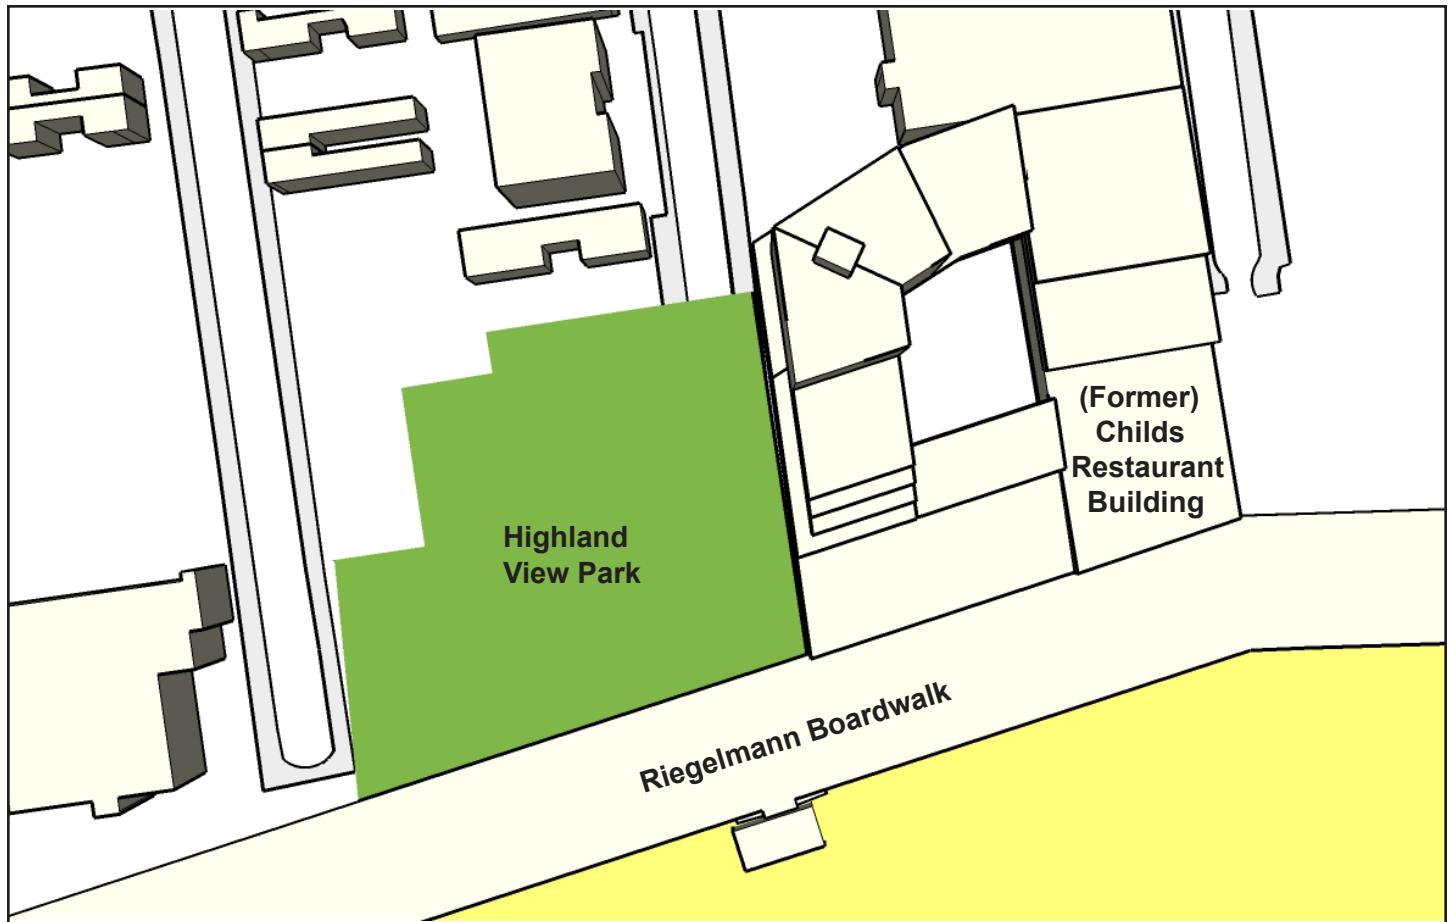 (Former)
Childs
Restaurant
Building
Highland
View Park
Riegelmann Boardwalk